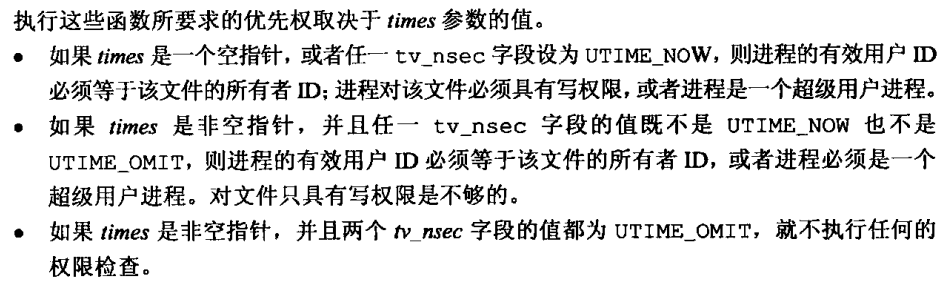 执行这些函数所要求的优先权取决于 times 参数的值。
• 如果 times 是一个空指针，或者任一 tv_nsec 字段设为 UTIME_NOW，则进程的有效用户 ID
必须等于该文件的所有者 ID；进程对该文件必须具有写权限，或者进程是一个超级用户进程。
• 如果 times 是非空指针，并且任一 tv_nsec 字段的值既不是 UTIME_NOW 也不是
UTIME_OMIT，则进程的有效用户 ID 必须等于该文件的所有者 ID，或者进程必须是一个
超级用户进程。对文件只具有写权限是不够的。
• 如果 times 是非空指针，并且两个 tv_nsec 字段的值都为 UTIME_OMIT，就不执行任何的
权限检查。